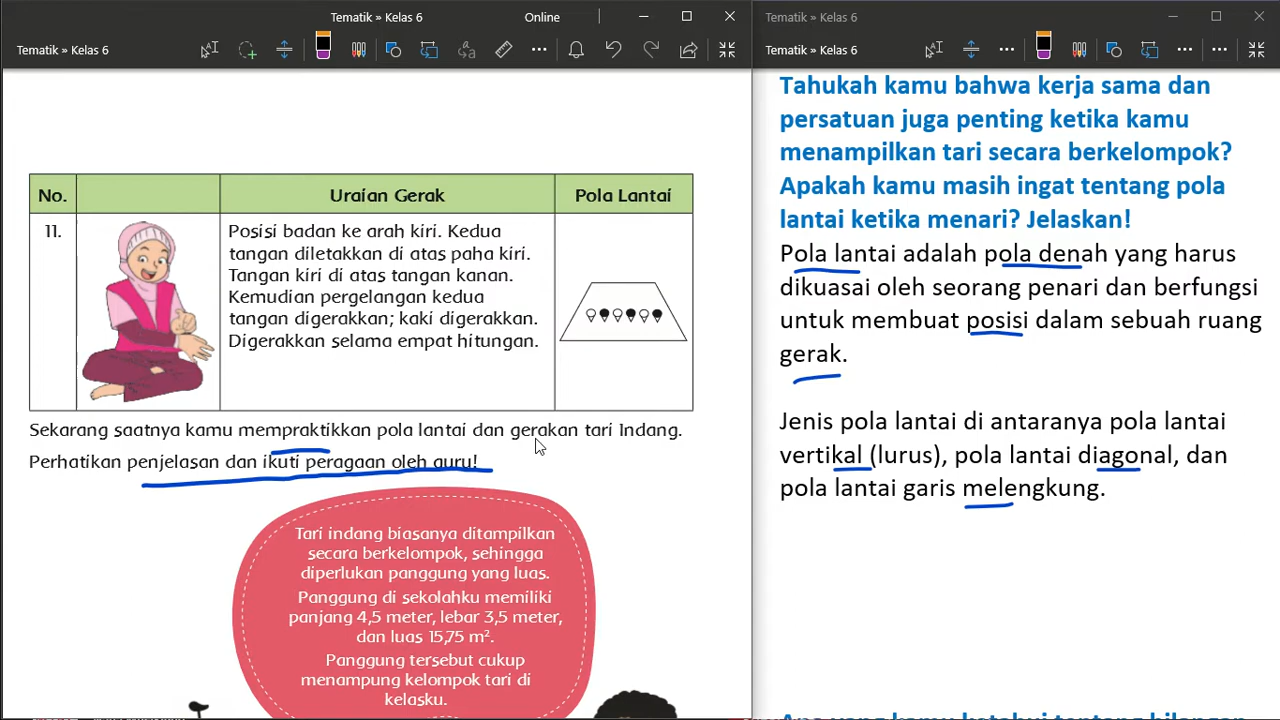 Tematik » Kelas 6
Online
Tematik » Kelas 6
Tematik » Kelas 6
Tematik » Kelas 6
No.
Uraian Gerak
Pola Lantai
11.
Posisi badan ke arah kiri. Kedua
tangan diletakkan di atas paha kiri.
Tangan kiri di atas tangan kanan.
Kemudian pergelangan kedua
tangan digerakkan; kaki digerakkan.
Digerakkan selama empat hitungan.
Sekarang saatnya kamu mempraktikkan pola lantai dan gerakan tari Indang.
Perhatikan penjelasan dan ikuti peragaan oleh guru!
Tari indang biasanya ditampilkan
secara berkelompok, sehingga
diperlukan panggung yang luas.
Panggung di sekolahku memiliki
panjang 4,5 meter, lebar 3,5 meter,
dan luas 15,75 m².
Panggung tersebut cukup
menampung kelompok tari di
kelasku.
Tahukah kamu bahwa kerja sama dan
persatuan juga penting ketika kamu
menampilkan tari secara berkelompok?
Apakah kamu masih ingat tentang pola
lantai ketika menari? Jelaskan!
Pola lantai adalah pola denah yang harus
dikuasai oleh seorang penari dan berfungsi
untuk membuat posisi dalam sebuah ruang
gerak.
Jenis pola lantai di antaranya pola lantai
vertikal (lurus), pola lantai diagonal, dan
pola lantai garis melengkung.